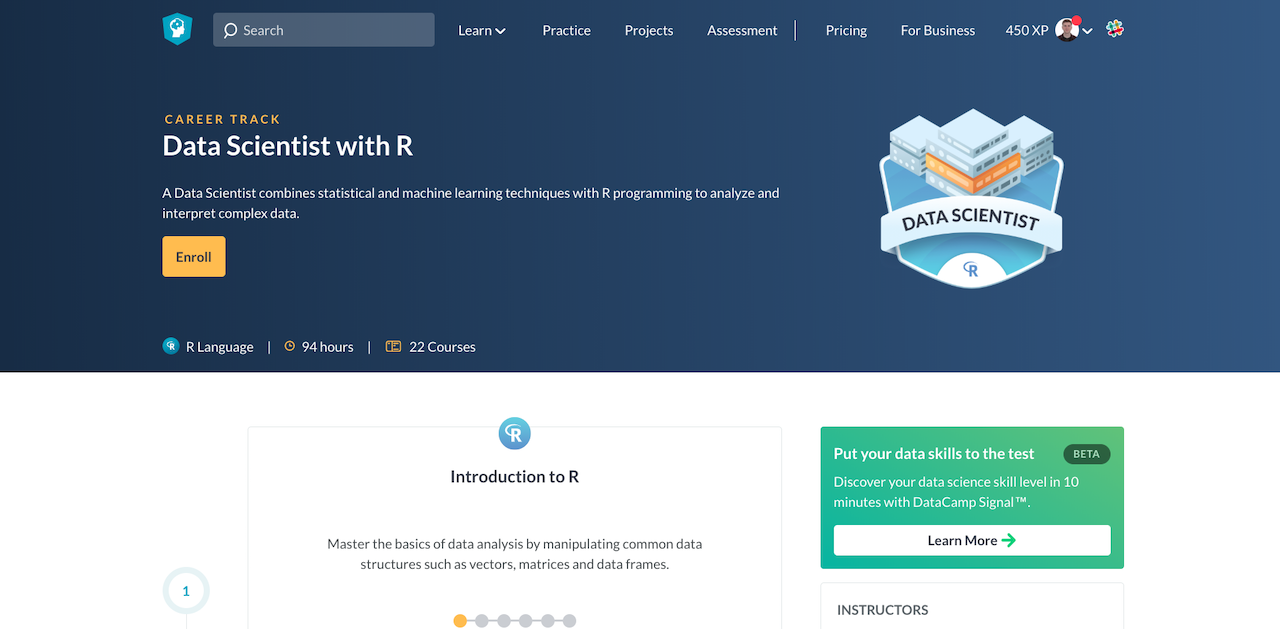 Search
Learn
Practice
Projects
Assessment
Pricing
For Business
450 XP
CAREER TRACK
Data Scientist with R
A Data Scientist combines statistical and machine learning techniques with R programming to analyze and
interpret complex data.
Enroll
DATA SCIENTIST
R
R R Language | 94 hours | 22 Courses
R
Introduction to R
Master the basics of data analysis by manipulating common data
structures such as vectors, matrices and data frames.
1
Put your data skills to the test
BETA
Discover your data science skill level in 10
minutes with DataCamp Signal™.
Learn More
INSTRUCTORS